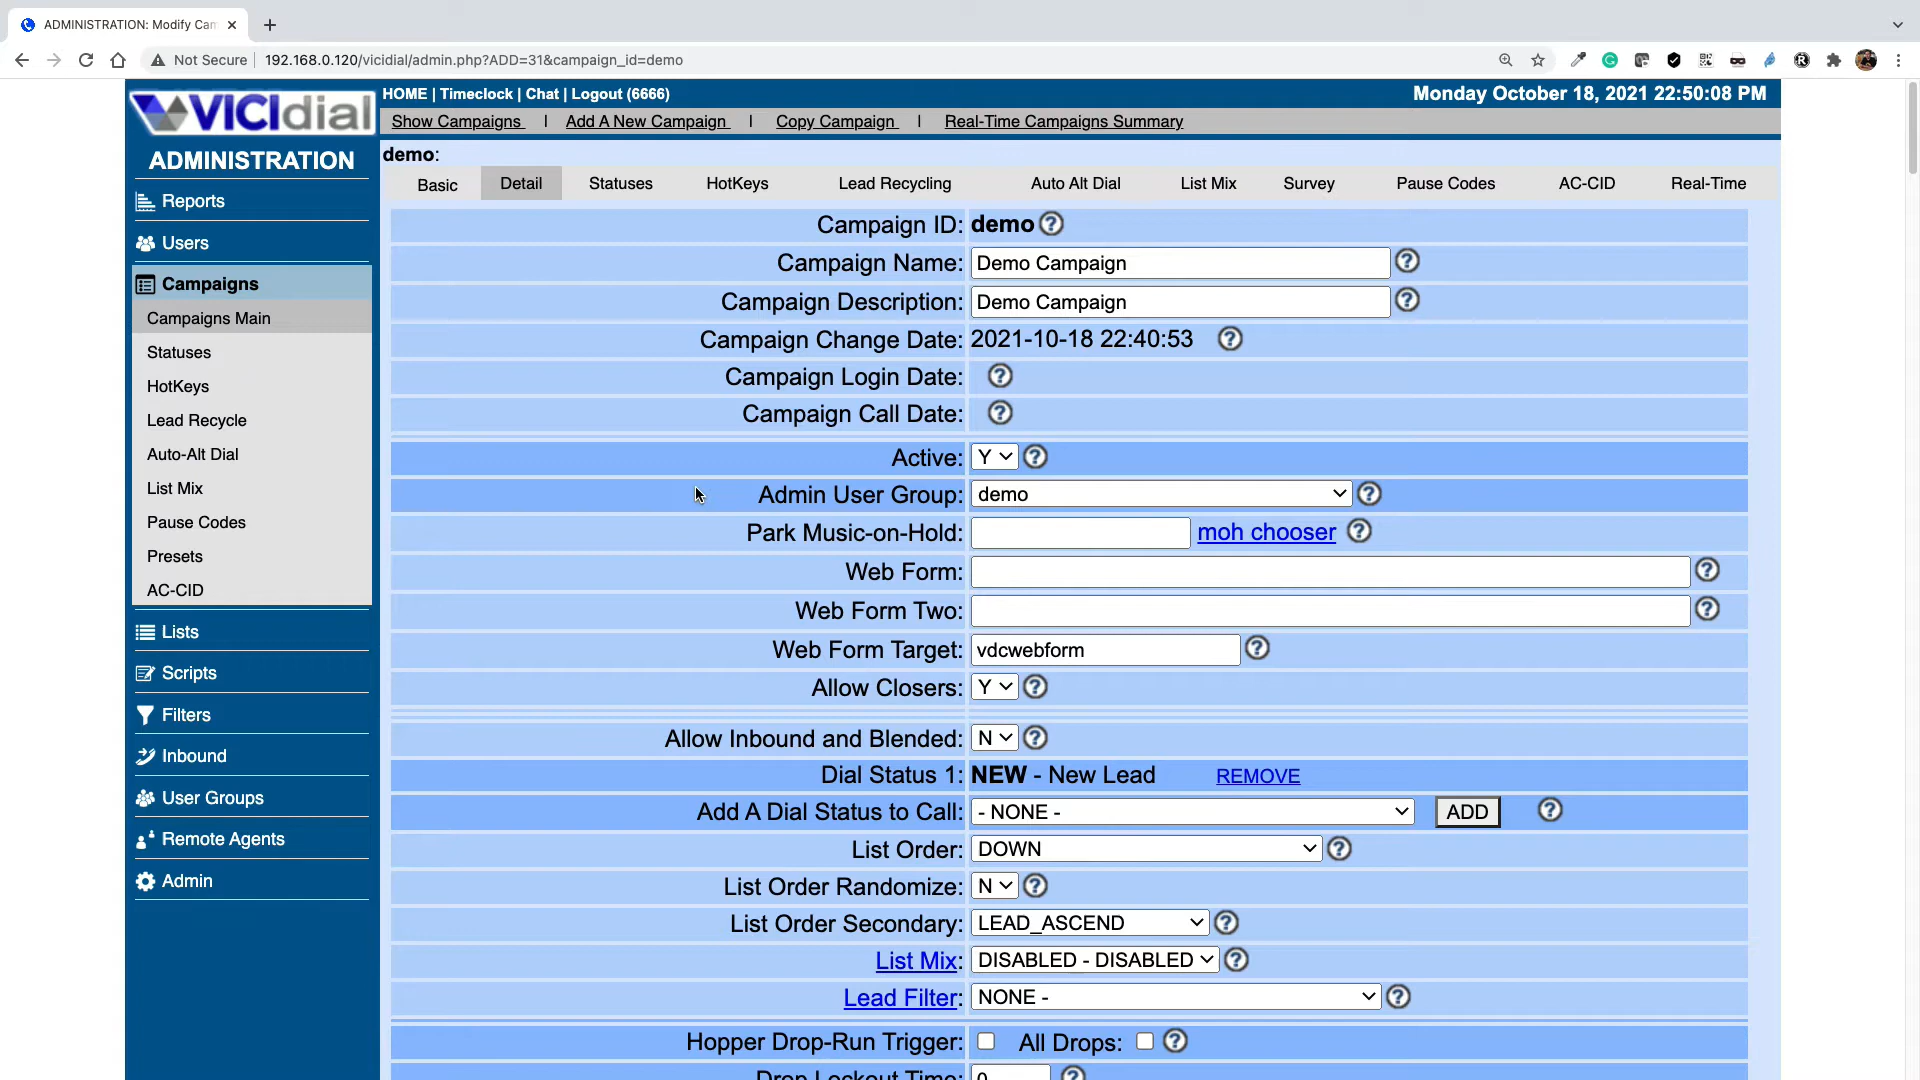 ADMINISTRATION: Modify Cam
Not Secure 192.168.0.120/vicidial/admin.php?ADD=31&campaign_id=demo
VICIdial
HOME | Timeclock | Chat | Logout (6666) Monday October 18, 2021 22:50:08 PM
Show Campaigns | Add A New Campaign | Copy Campaign | Real-Time Campaigns Summary
ADMINISTRATION
demo:
Basic Detail Statuses HotKeys Lead Recycling Auto Alt Dial List Mix Survey Pause Codes AC-CID Real-Time
Reports
Users
Campaigns
Campaigns Main
Statuses
HotKeys
Lead Recycle
Auto-Alt Dial
List Mix
Pause Codes
Presets
AC-CID
Lists
Scripts
Filters
Inbound
User Groups
Remote Agents
Admin
Campaign ID: demo
Campaign Name: Demo Campaign
Campaign Description: Demo Campaign
Campaign Change Date: 2021-10-18 22:40:53
Campaign Login Date:
Campaign Call Date:
Active: Y
Admin User Group: demo
Park Music-on-Hold: moh chooser
Web Form:
Web Form Two:
Web Form Target: vdcwebform
Allow Closers: Y
Allow Inbound and Blended: N
Dial Status 1: NEW - New Lead REMOVE
Add A Dial Status to Call: - NONE - ADD
List Order: DOWN
List Order Randomize: N
List Order Secondary: LEAD_ASCEND
List Mix: DISABLED - DISABLED
Lead Filter: NONE -
Hopper Drop-Run Trigger: All Drops:
Drop Lockout Time: 0